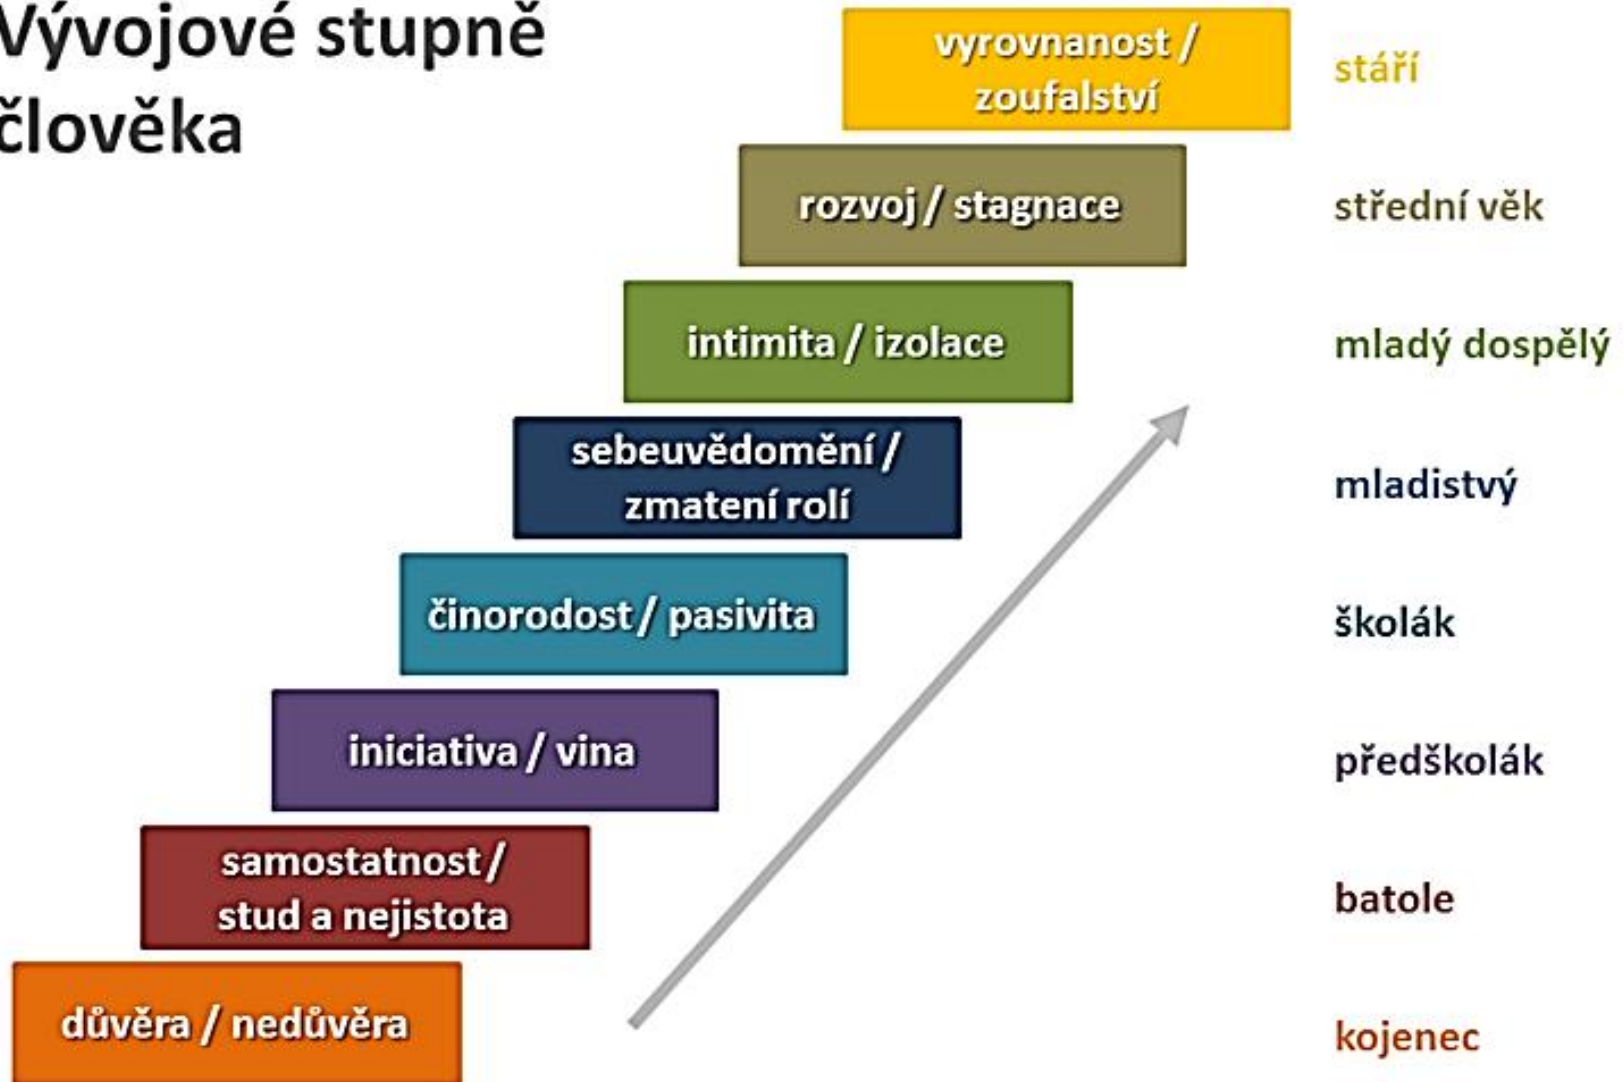 Vývojové stupně
člověka
vyrovnanost /
zoufalství
stáří
rozvoj / stagnace
střední věk
intimita / izolace
mladý dospělý
sebeuvědomění /
zmatení rolí
mladistvý
činorodost / pasivita
školák
iniciativa / vina
předškolák
samostatnost /
stud a nejistota
batole
důvěra / nedůvěra
kojenec